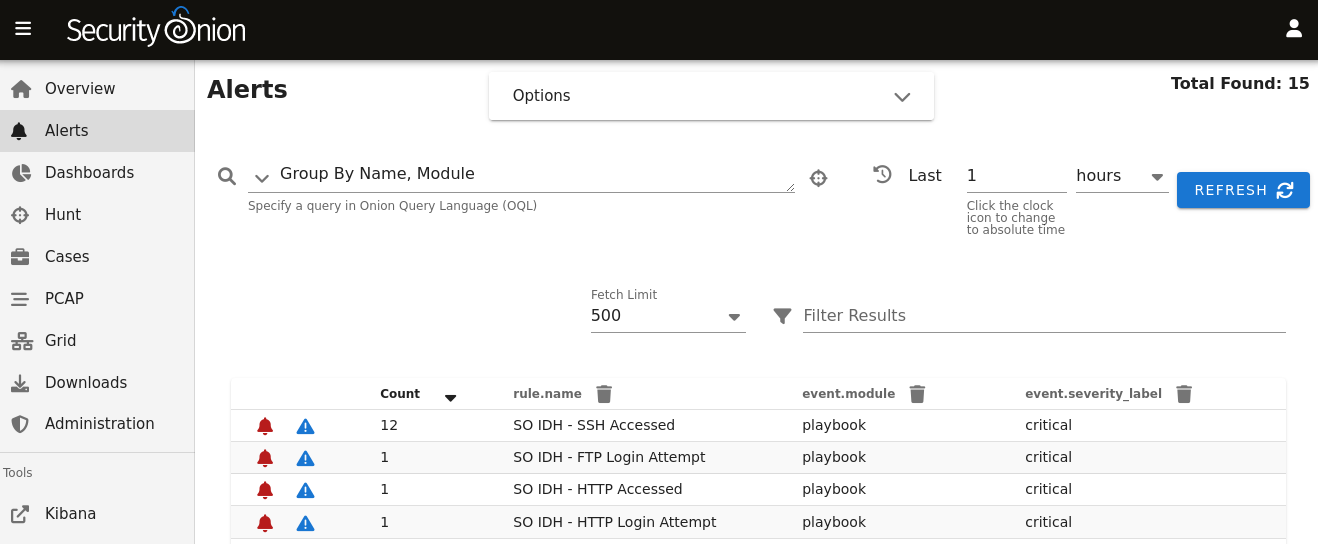 Security Onion
Overview
Alerts
Dashboards
Hunt
Cases
PCAP
Grid
Downloads
Administration
Tools
Kibana
Alerts
Options
Total Found: 15
Group By Name, Module
Specify a query in Onion Query Language (OQL)
Last 1 hours
Click the clock
icon to change
to absolute time
REFRESH
Fetch Limit
500
Filter Results
Count rule.name event.module event.severity_label
12 SO IDH - SSH Accessed playbook critical
1 SO IDH - FTP Login Attempt playbook critical
1 SO IDH - HTTP Accessed playbook critical
1 SO IDH - HTTP Login Attempt playbook critical